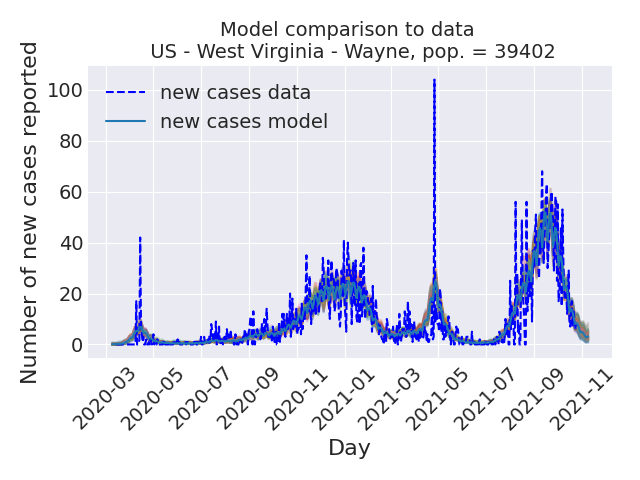 Model comparison to data
US - West Virginia - Wayne, pop. = 39402
Number of new cases reported
100
80
60
40
20
0
new cases data
new cases model
2020-03
2020-05
2020-07
2020-09
2020-11
2021-01
2021-03
2021-05
2021-07
2021-09
2021-11
Day